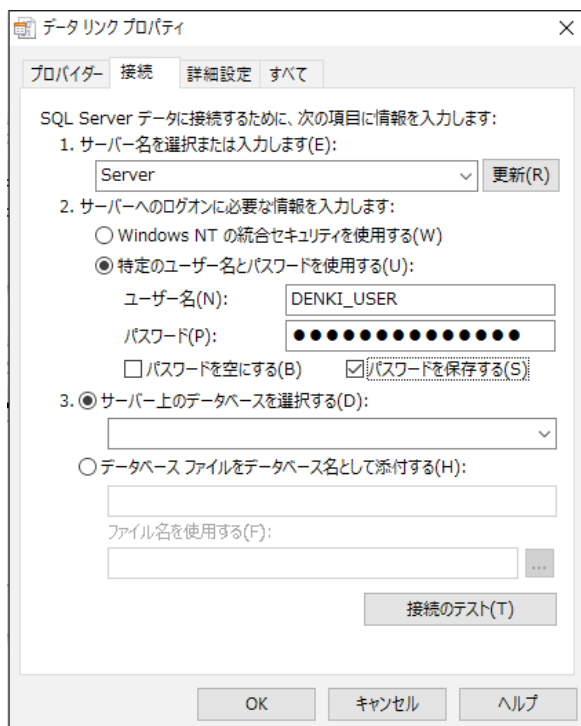 データ リンク プロパティ
プロバイダー 接続 詳細設定 すべて
SQL Server データに接続するために、次の項目に情報を入力します:
1. サーバー名を選択または入力します(E):
Server 更新(R)
2. サーバーへのログオンに必要な情報を入力します:
Windows NT の統合セキュリティを使用する(W)
特定のユーザー名とパスワードを使用する(U):
ユーザー名(N): DENKI_USER
パスワード(P): ●●●●●●●●●●●●●●
パスワードを空にする(B) パスワードを保存する(S)
3. サーバー上のデータベースを選択する(D):
データベース ファイルをデータベース名として添付する(H):
ファイル名を使用する(F):
...
接続のテスト(T)
OK キャンセル ヘルプ